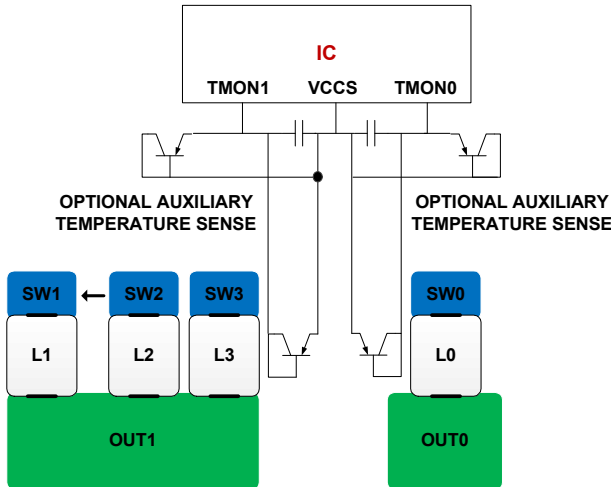 IC
TMON1 VCCS TMON0
OPTIONAL AUXILIARY
TEMPERATURE SENSE
OPTIONAL AUXILIARY
TEMPERATURE SENSE
SW1 SW2 SW3 SW0
L1 L2 L3 L0
OUT1 OUT0